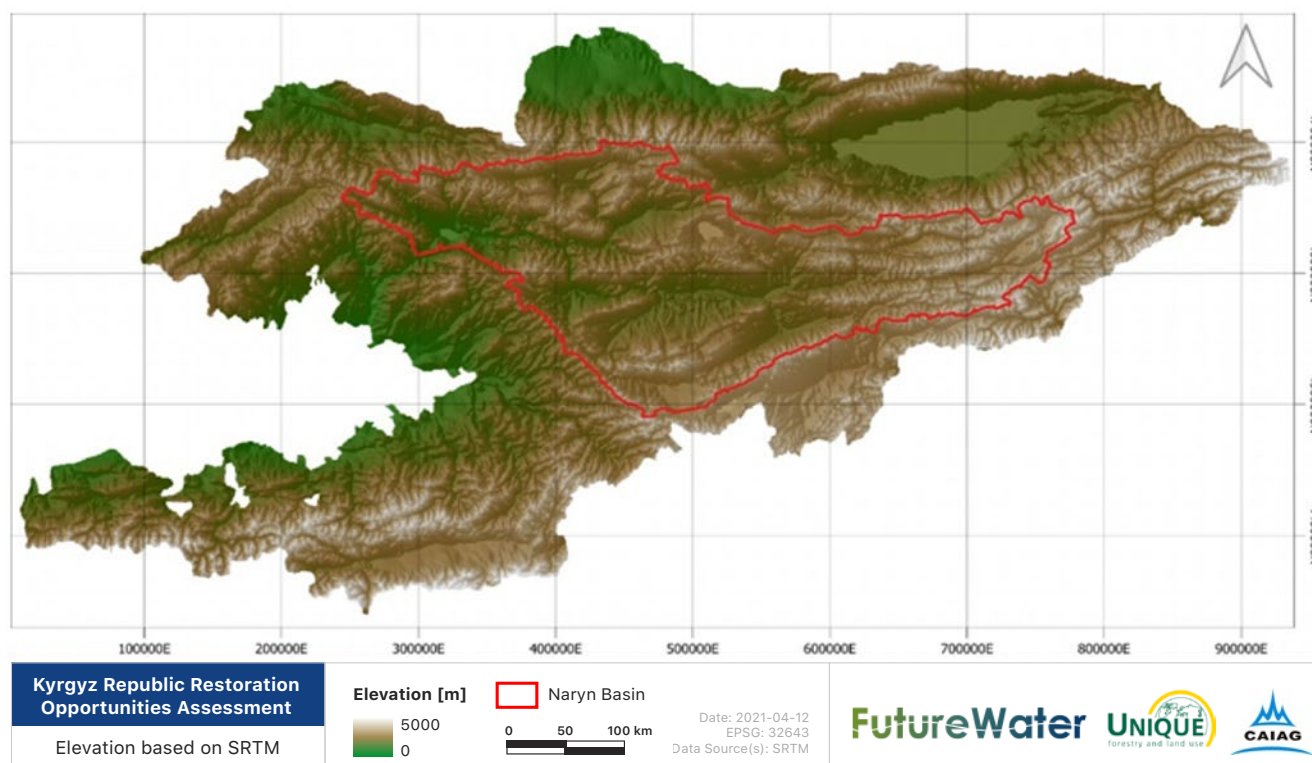 100000E 200000E 300000E 400000E 500000E 600000E 700000E 800000E 900000E
Kyrgyz Republic Restoration
Opportunities Assessment
Elevation based on SRTM
Elevation [m]
5000
0
Naryn Basin
0 50 100 km
Date: 2021-04-12
EPSG: 32643
Data Source(s): SRTM
FutureWater
UNIQUE
forestry and land use
CAIAG